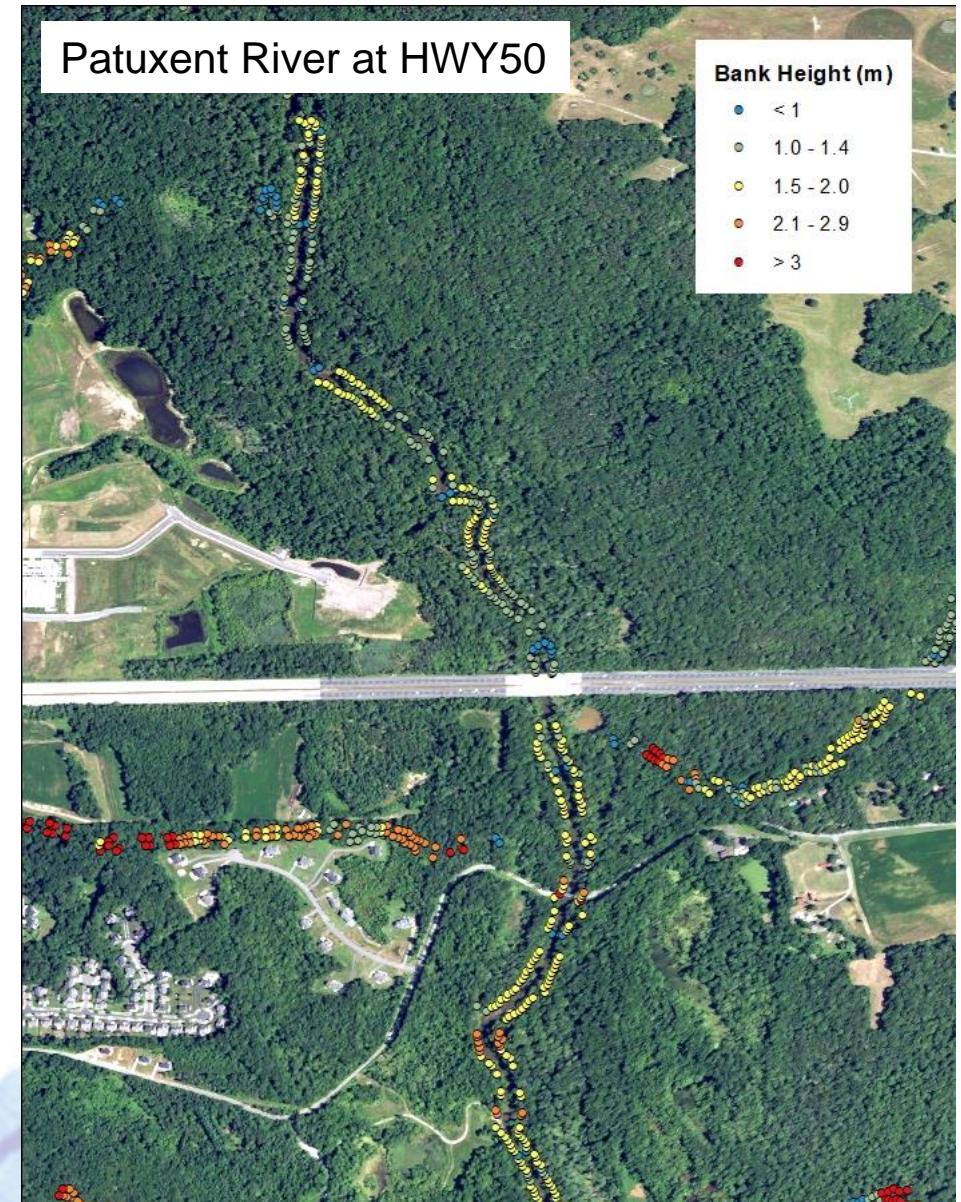 Patuxent River at HWY50
Bank Height (m)
< 1
1.0 - 1.4
1.5 - 2.0
2.1 - 2.9
> 3